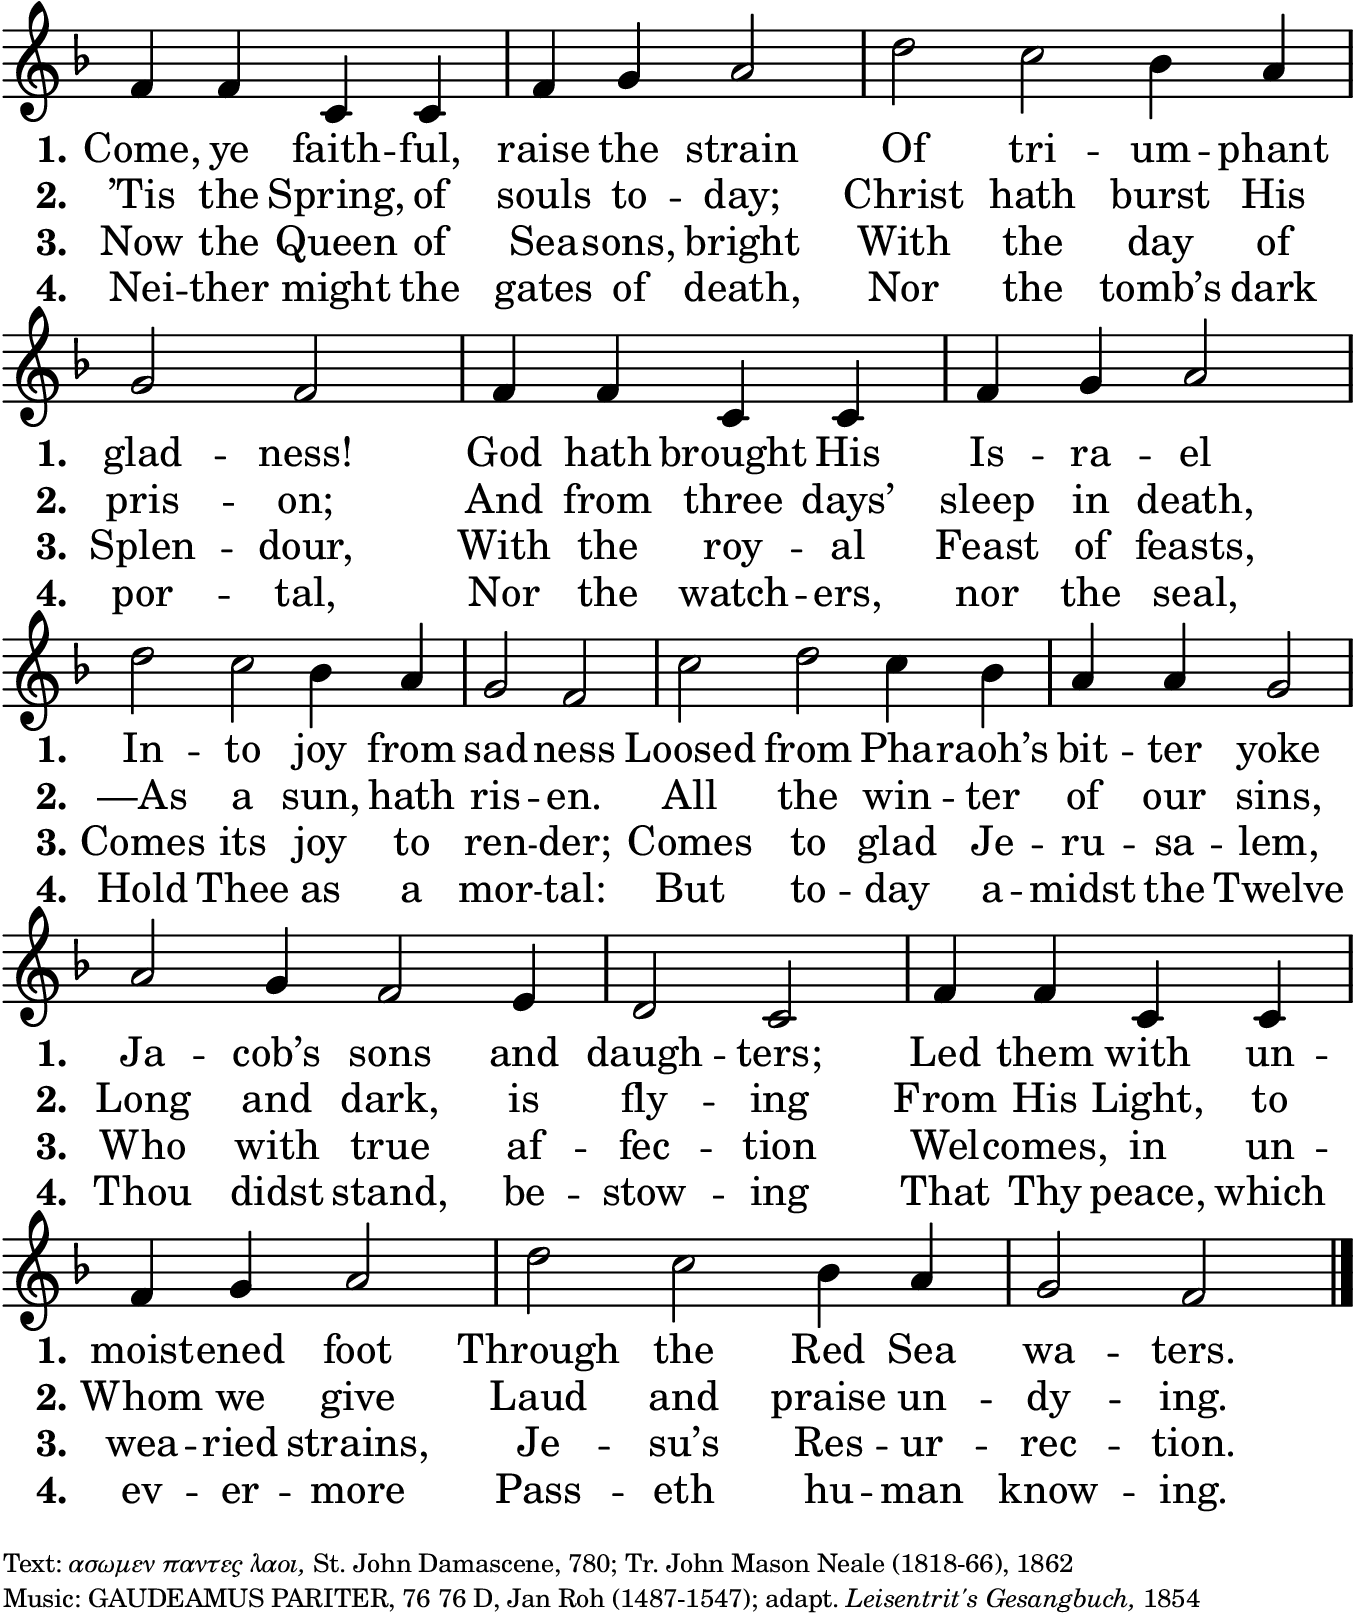 1. Come, ye faith -- ful, raise the strain Of tri -- um -- phant
2. ’Tis the Spring, of souls to -- day; Christ hath burst His
3. Now the Queen of Seasons, bright With the day of
4. Nei -- ther might the gates of death, Nor the tomb’s dark
1. glad -- ness! God hath brought His Is -- ra -- el
2. pris -- on; And from three days’ sleep in death,
3. Splen -- dour, With the roy -- al Feast of feasts,
4. por -- tal, Nor the watch -- ers, nor the seal,
1. In -- to joy from sadness Loosed from Pharaoh’s bit -- ter yoke
2. —As a sun, hath ris -- en. All the win -- ter of our sins,
3. Comes its joy to ren -- der; Comes to glad Je -- ru -- sa -- lem,
4. Hold Thee as a mor -- tal: But to -- day a -- midst the Twelve
1. Ja -- cob’s sons and daugh -- ters; Led them with un --
2. Long and dark, is fly -- ing From His Light, to
3. Who with true af -- fec -- tion Welcomes, in un --
4. Thou didst stand, be -- stow -- ing That Thy peace, which
1. moistened foot Through the Red Sea wa -- ters.
2. Whom we give Laud and praise un -- dy -- ing.
3. wea -- ried strains, Je -- su’s Res -- ur -- rec -- tion.
4. ev -- er -- more Pass -- eth hu -- man know -- ing.
Text: ασωμεν παντες λαοι, St. John Damascene, 780; Tr. John Mason Neale (1818-66), 1862
Music: GAUDEAMUS PARITER, 76 76 D, Jan Roh (1487-1547); adapt. Leisentrit's Gesangbuch, 1854